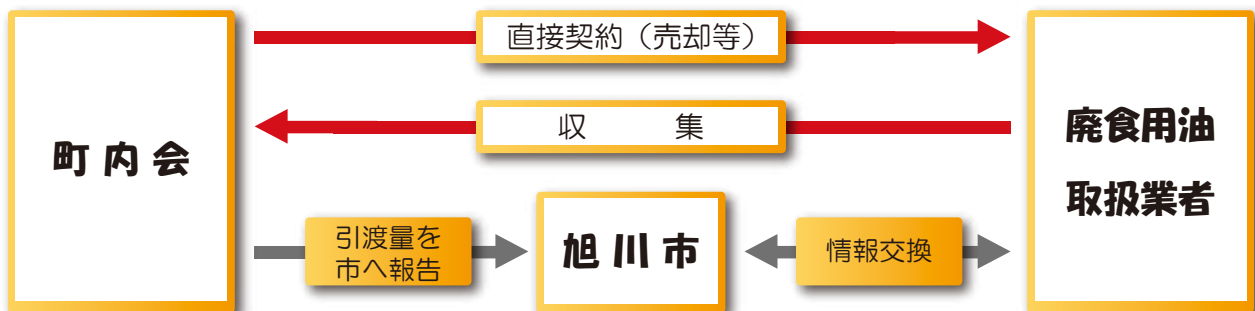 直接契約（売却等）
収　　集
町内会
廃食用油
取扱業者
引渡量を
市へ報告
旭川市
情報交換